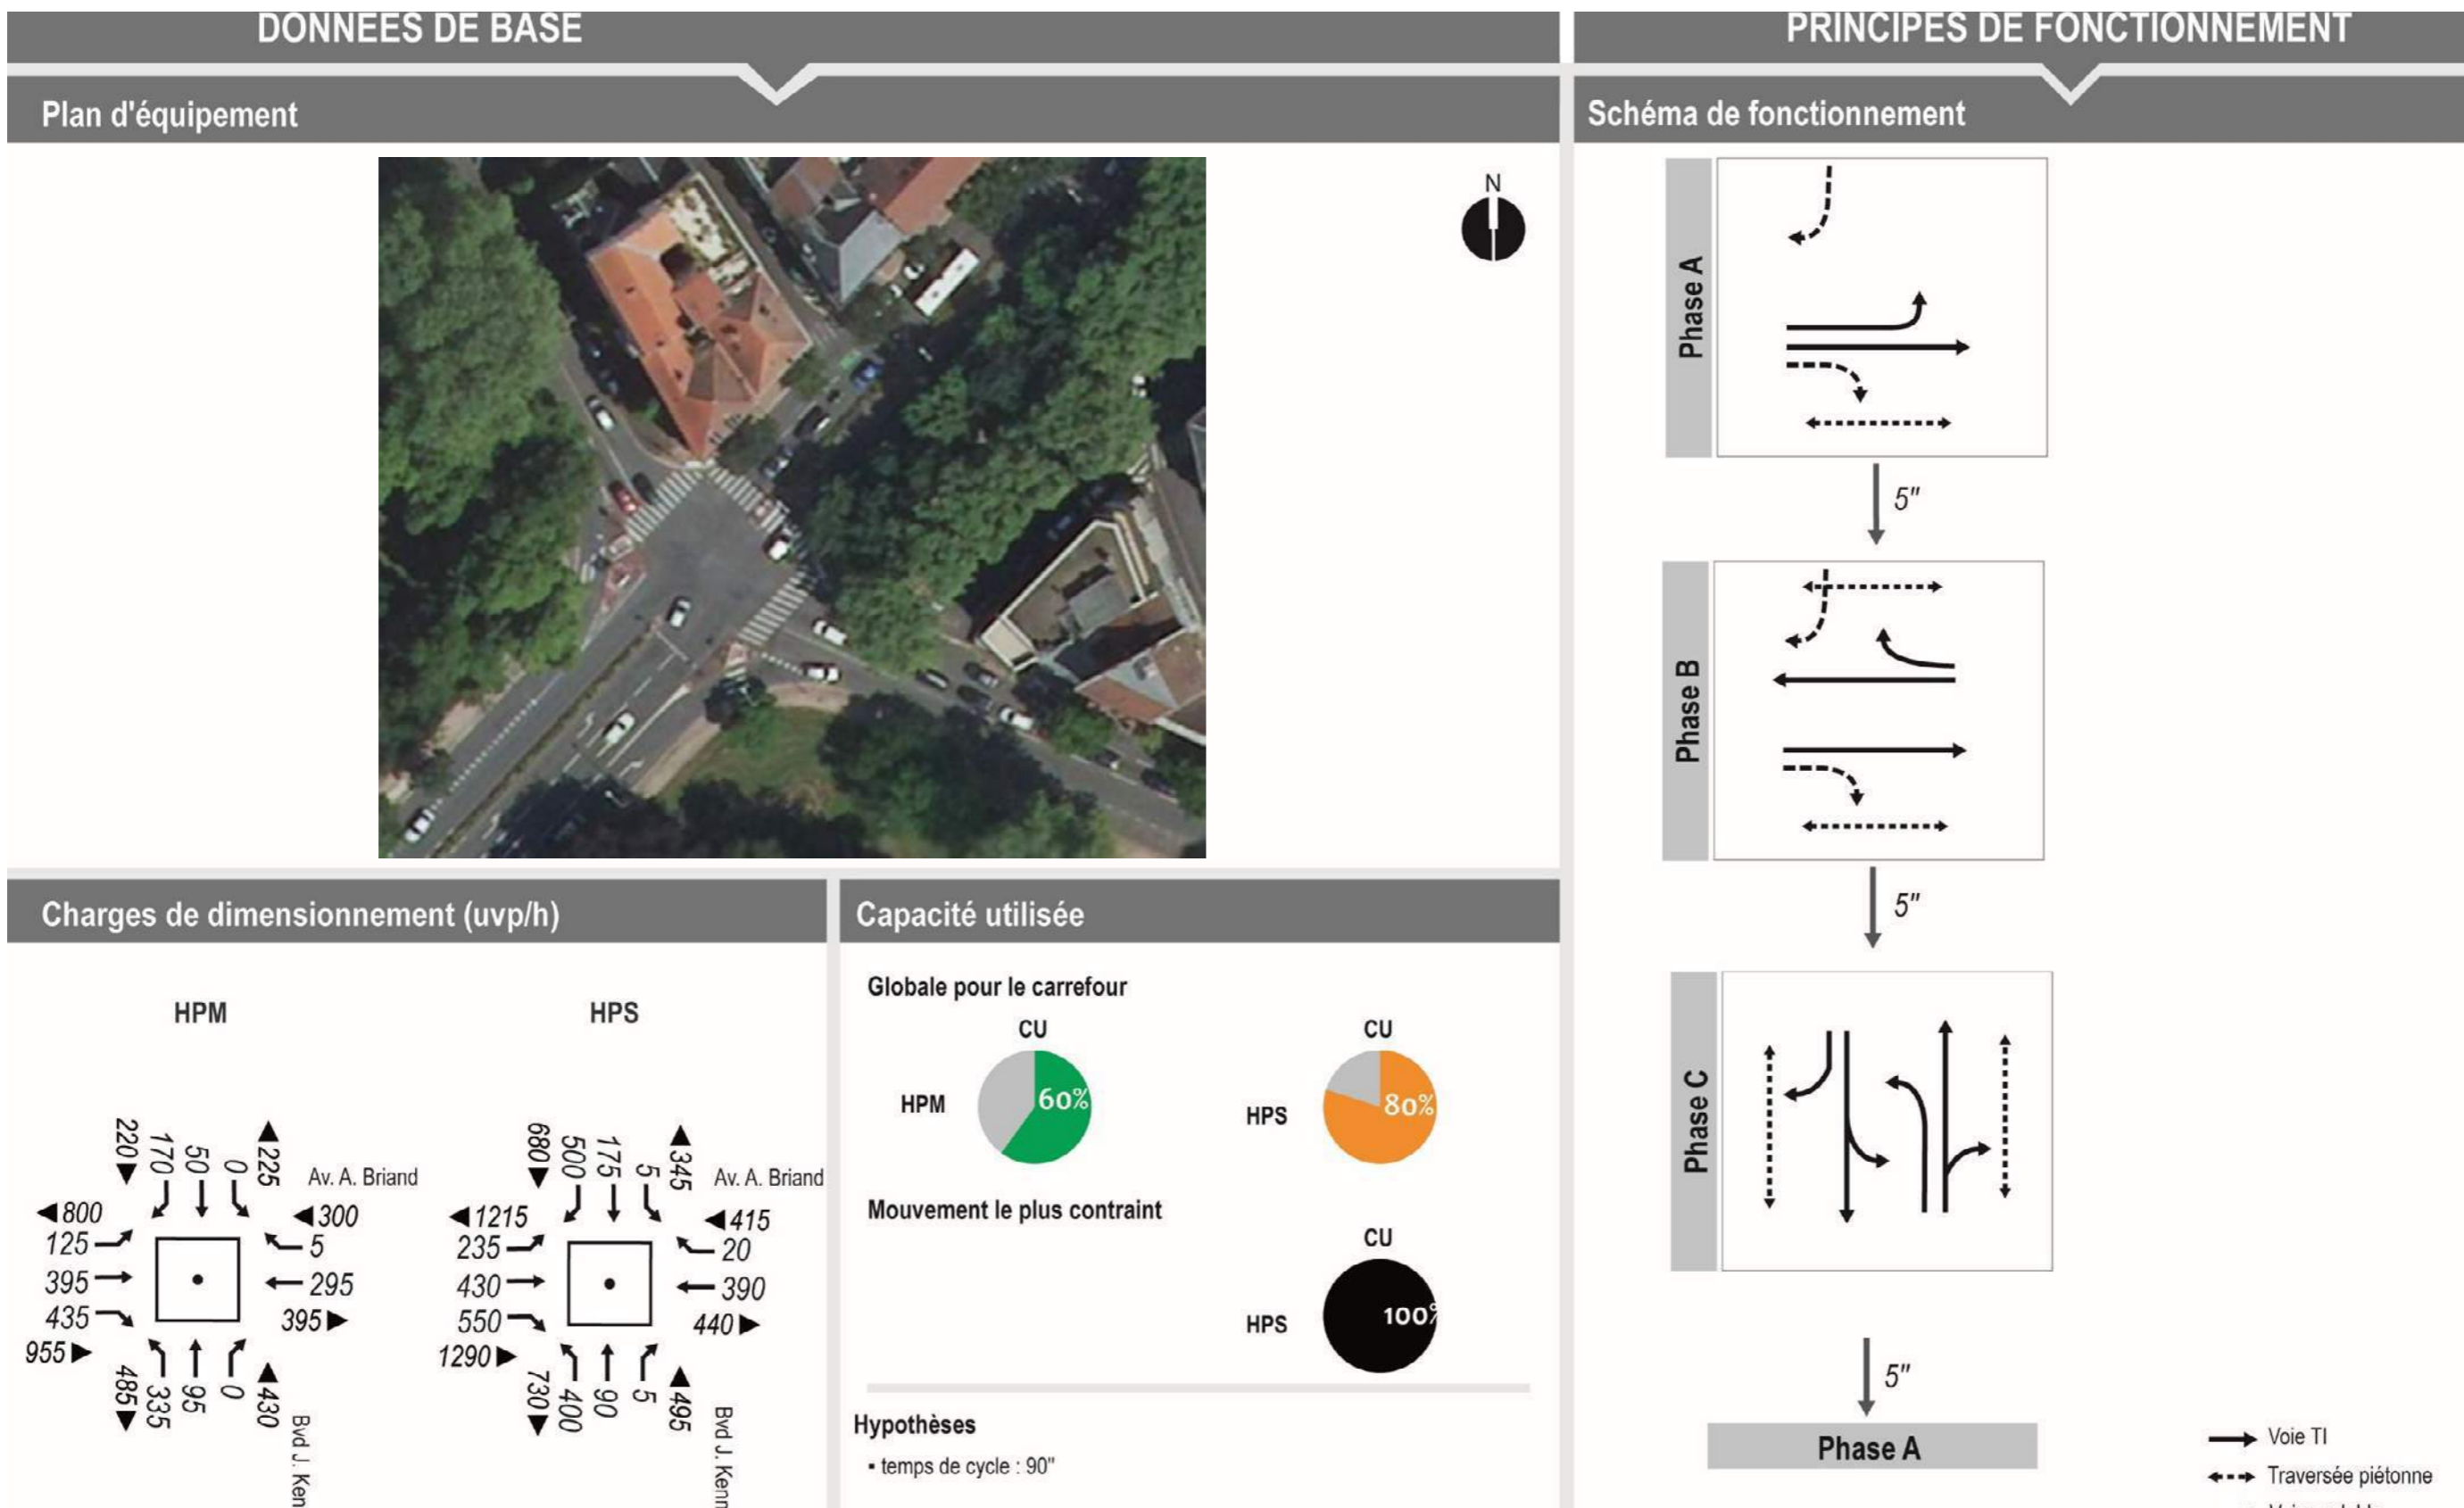 DONNEES DE BASE
PRINCIPES DE FONCTIONNEMENT
Plan d'équipement
Schéma de fonctionnement
N
Phase A
5"
Phase B
5"
Phase C
5"
Phase A
Voie TI
Traversée piétonne
Charges de dimensionnement (uvp/h)
HPM
220
170
50
0
225
Av. A. Briand
800
125
395
435
955
300
5
295
395
485
335
95
0
430
Bvd J. Ken
HPS
680
500
175
5
345
Av. A. Briand
1215
235
430
550
1290
415
20
390
440
730
400
90
5
495
Bvd J. Kenn
Capacité utilisée
Globale pour le carrefour
CU
HPM
60%
CU
HPS
80%
Mouvement le plus contraint
CU
HPS
100%
Hypothèses
▪ temps de cycle : 90"